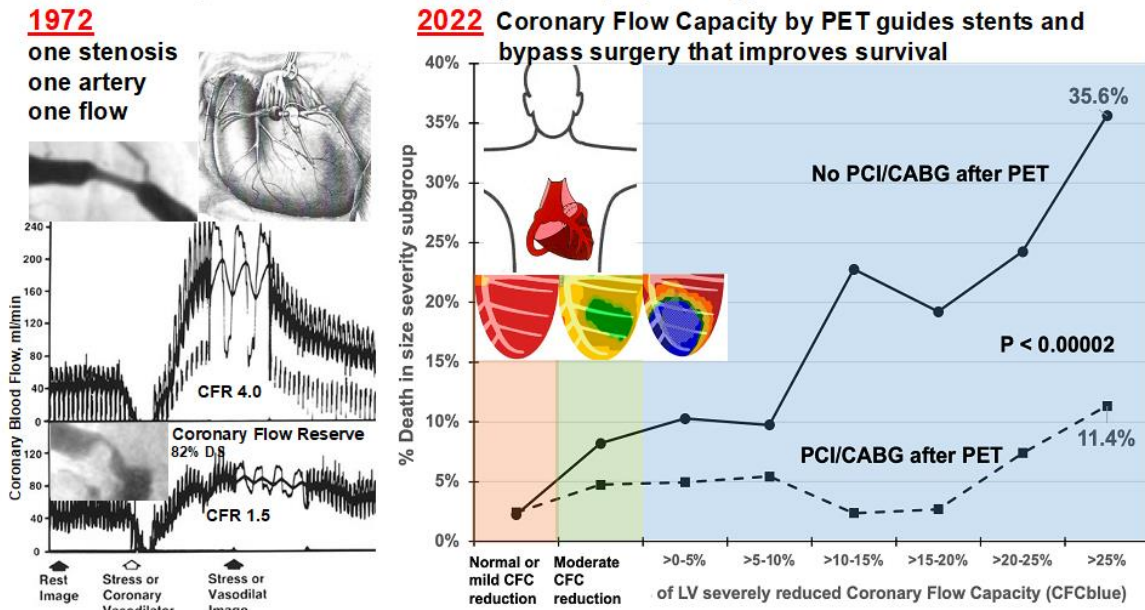 1972
one stenosis
one artery
one flow
240
200
160
120
80
40
0
CFR 4.0
Coronary Flow Reserve
82% DS
120
80
40
0
CFR 1.5
Coronary Blood Flow, ml/min
Rest
Image
Stress or
Coronary
Vasodilator
Stress or
Vasodilat
Image
2022 Coronary Flow Capacity by PET guides stents and
bypass surgery that improves survival
% Death in size severity subgroup
40%
35%
30%
25%
20%
15%
10%
5%
0%
35.6%
No PCI/CABG after PET
P < 0.00002
PCI/CABG after PET
11.4%
Normal or
mild CFC
reduction
Moderate
CFC
reduction
>0-5%
>5-10%
>10-15%
>15-20%
>20-25%
>25%
of LV severely reduced Coronary Flow Capacity (CFCblue)